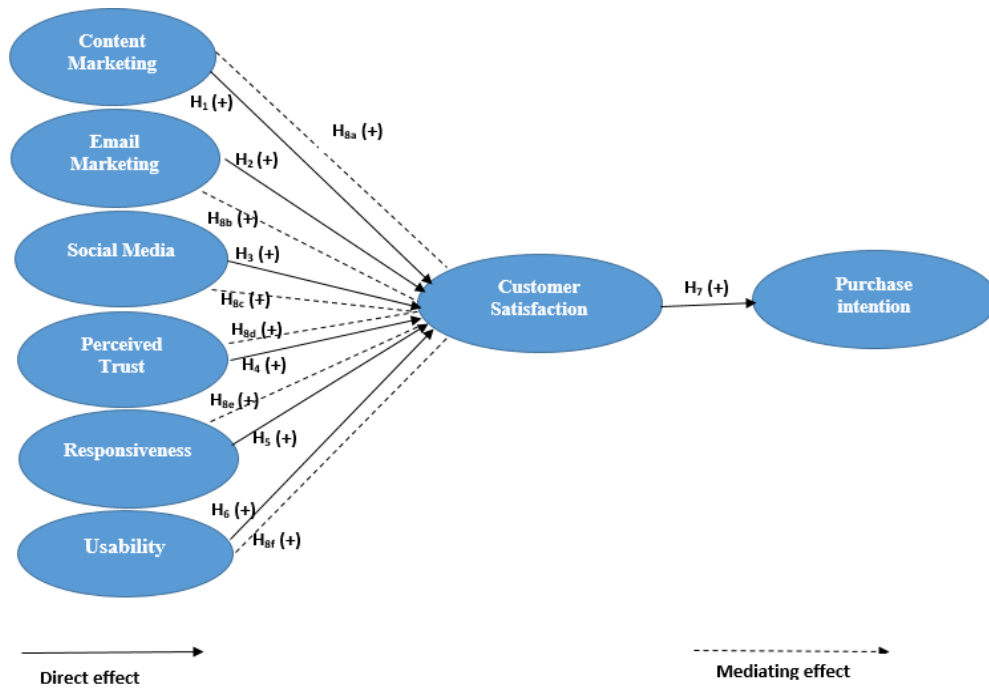 Content
Marketing
H₁ (+)
H₈ₐ (+)
Email
Marketing
H₂ (+)
H₈b (+)
Social Media
H₃ (+)
H₈c (+)
Customer
Satisfaction
H₇ (+)
Purchase
intention
H₈d (+)
Perceived
Trust
H₄ (+)
H₈ₑ (+)
Responsiveness
H₅ (+)
H₆ (+)
Usability
H₈f (+)
Direct effect
Mediating effect